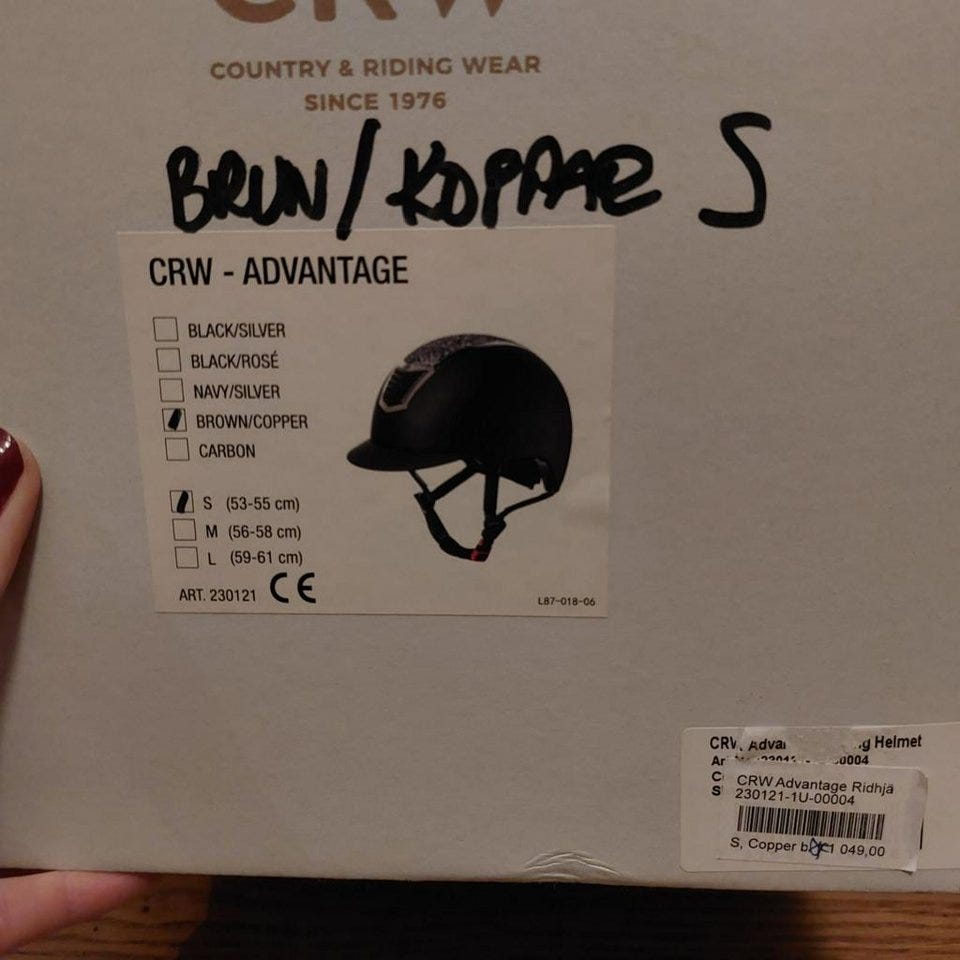 CRW
COUNTRY & RIDING WEAR
SINCE 1976
BRUN/KOPPAR S
CRW - ADVANTAGE
BLACK/SILVER
BLACK/ROSÉ
NAVY/SILVER
BROWN/COPPER
CARBON
S (53-55 cm)
M (56-58 cm)
L (59-61 cm)
ART. 230121 CE
L87-018-06
Helmet
CRW Advantage Ridhjä
230121-1U-00004
S, Copper 1 049,00